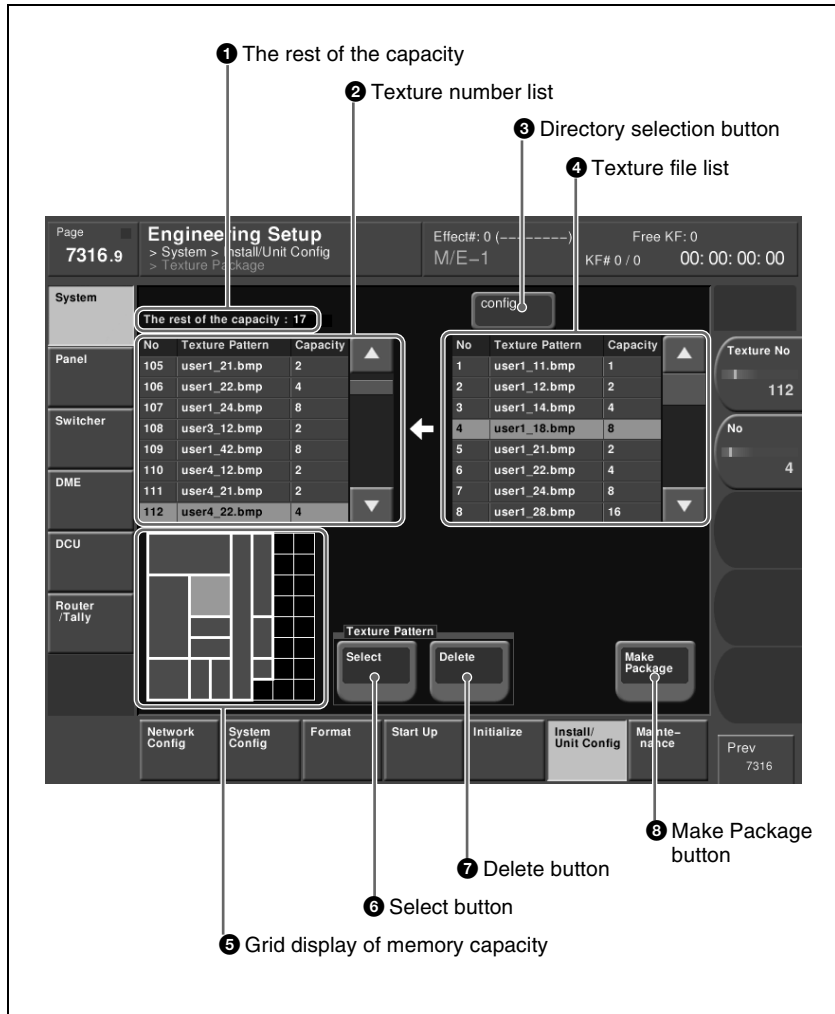 ❶ The rest of the capacity
❷ Texture number list
❸ Directory selection button
❹ Texture file list
Page
7316.9
Engineering Setup
> System > Install/Unit Config
> Texture Package
Effect#: 0 (--------)
Free KF: 0
M/E-1
KF# 0 / 0
00: 00: 00: 00
System
Panel
Switcher
DME
DCU
Router
/Tally
The rest of the capacity : 17
config
No Texture Pattern Capacity
105 user1_21.bmp 2
106 user1_22.bmp 4
107 user1_24.bmp 8
108 user3_12.bmp 2
109 user1_42.bmp 8
110 user4_12.bmp 2
111 user4_21.bmp 2
112 user4_22.bmp 4
No Texture Pattern Capacity
1 user1_11.bmp 1
2 user1_12.bmp 2
3 user1_14.bmp 4
4 user1_18.bmp 8
5 user1_21.bmp 2
6 user1_22.bmp 4
7 user1_24.bmp 8
8 user1_28.bmp 16
Texture No
112
No
4
Texture Pattern
Select
Delete
Make
Package
Network
Config
System
Config
Format
Start Up
Initialize
Install/
Unit Config
Mainte-
nance
Prev
7316
❽ Make Package
button
❼ Delete button
❻ Select button
❺ Grid display of memory capacity